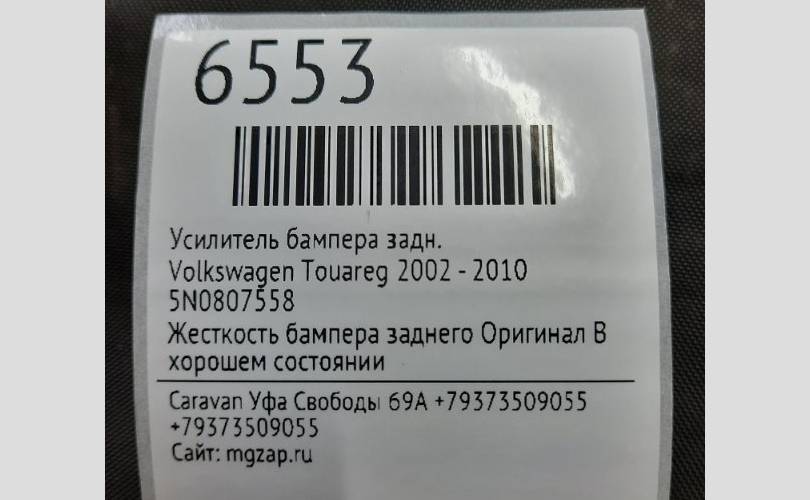 6553
Усилитель бампера задн.
Volkswagen Touareg 2002 - 2010
5N0807558
Жесткость бампера заднего Оригинал В
хорошем состоянии
Caravan Уфа Свободы 69А +79373509055
+79373509055
Сайт: mgzap.ru